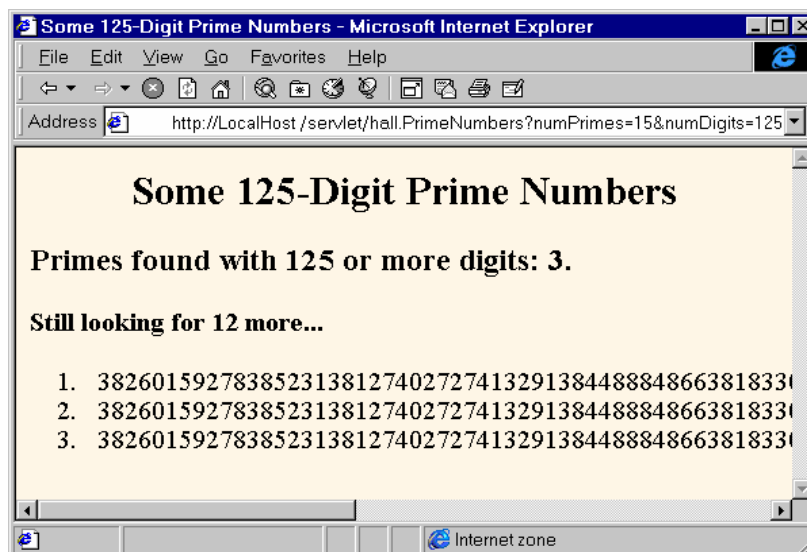 Some 125-Digit Prime Numbers - Microsoft Internet Explorer
File Edit View Go Favorites Help
Address http://LocalHost /servlet/hall.PrimeNumbers?numPrimes=15&numDigits=125
Some 125-Digit Prime Numbers
Primes found with 125 or more digits: 3.
Still looking for 12 more...
1. 38260159278385231381274027274132913844888486638183
2. 38260159278385231381274027274132913844888486638183
3. 38260159278385231381274027274132913844888486638183
Internet zone